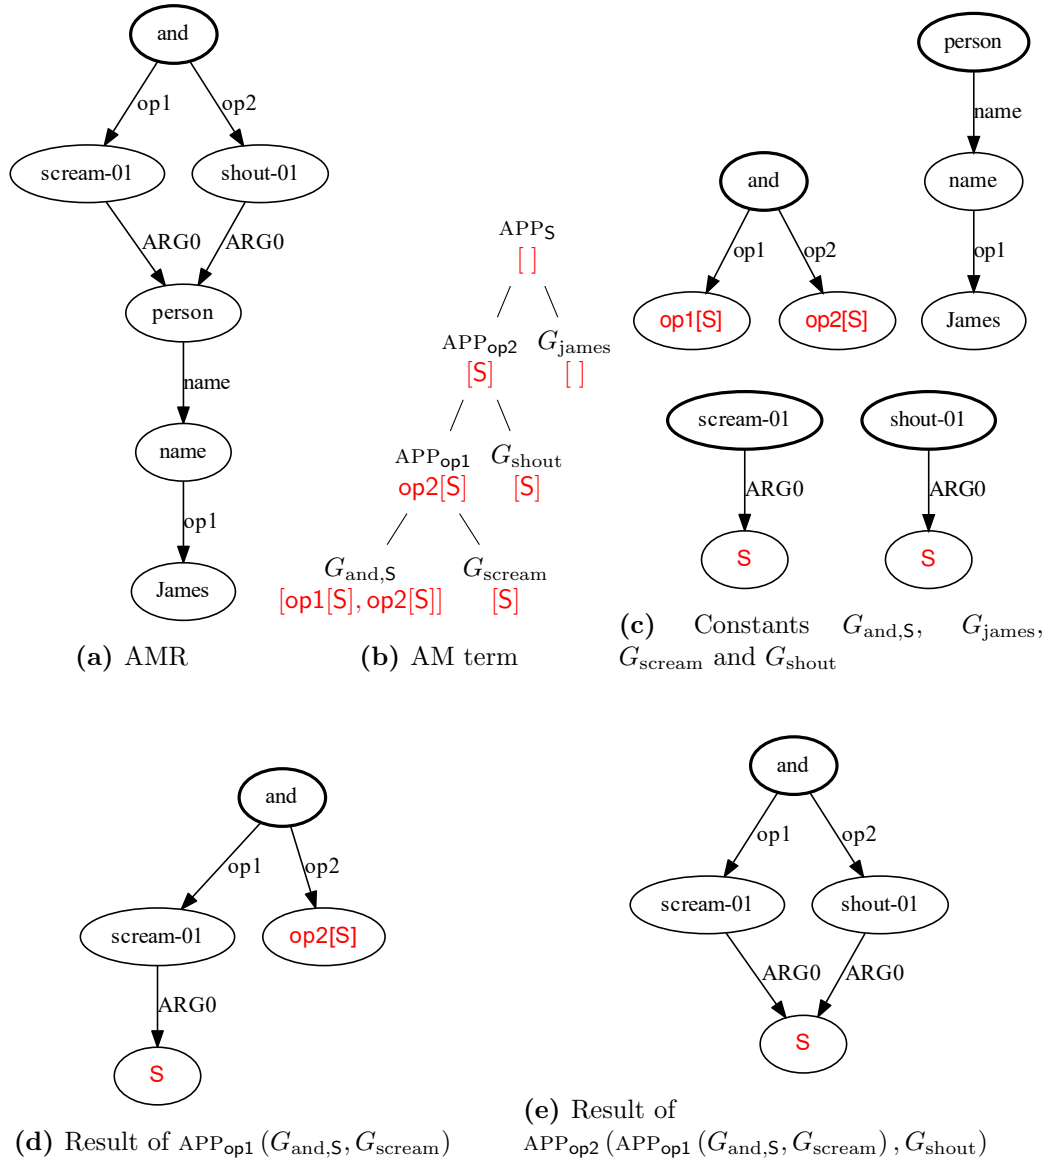 and
op1
op2
scream-01
shout-01
ARG0
ARG0
person
name
name
op1
James
(a) AMR
APP_S
[ ]
APP_op2
[S]
G_james
[ ]
APP_op1
op2[S]
G_shout
[S]
G_and,S
[op1[S], op2[S]]
G_scream
[S]
(b) AM term
and
op1
op2
op1[S]
op2[S]
person
name
name
op1
James
scream-01
ARG0
S
shout-01
ARG0
S
(c) Constants G_and,S, G_james,
G_scream and G_shout
and
op1
op2
scream-01
op2[S]
ARG0
S
(d) Result of APP_op1 (G_and,S, G_scream)
and
op1
op2
scream-01
shout-01
ARG0
ARG0
S
(e) Result of
APP_op2 (APP_op1 (G_and,S, G_scream) , G_shout)